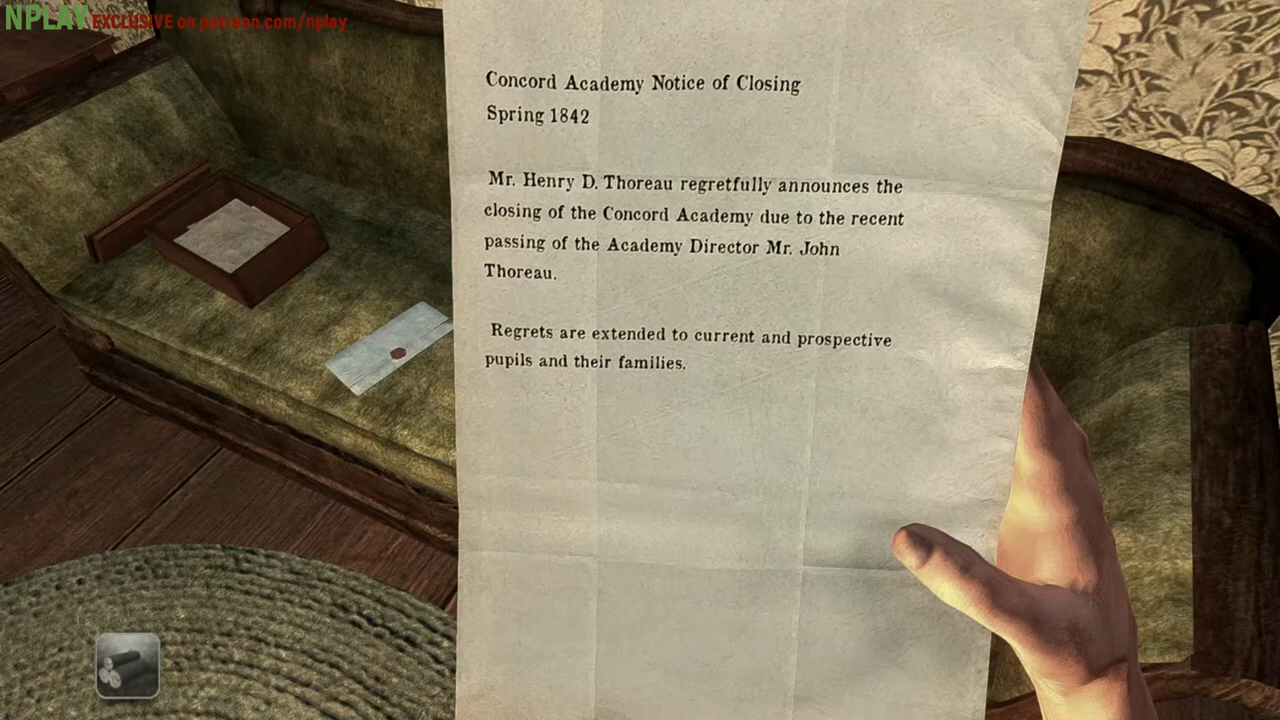 NPLAY EXCLUSIVE on patreon.com/nplay
Concord Academy Notice of Closing
Spring 1842
Mr. Henry D. Thoreau regretfully announces the
closing of the Concord Academy due to the recent
passing of the Academy Director Mr. John
Thoreau.
Regrets are extended to current and prospective
pupils and their families.